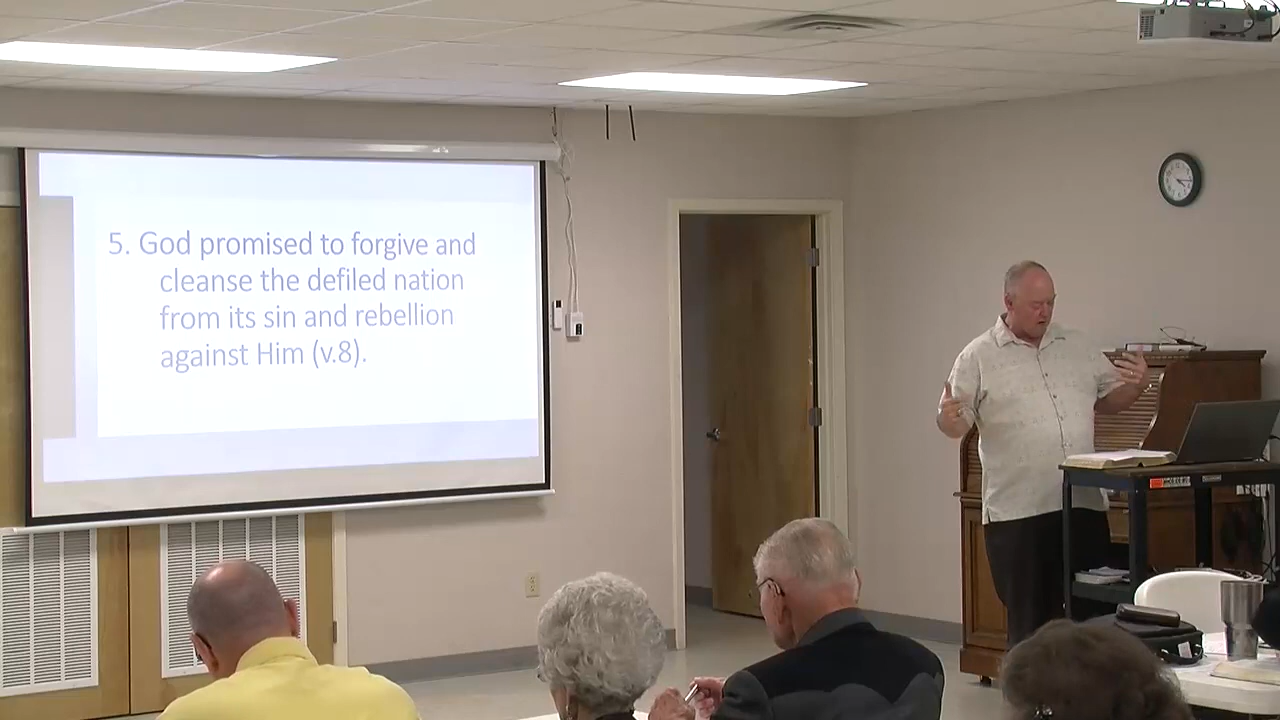 5. God promised to forgive and
cleanse the defiled nation
from its sin and rebellion
against Him (v.8).